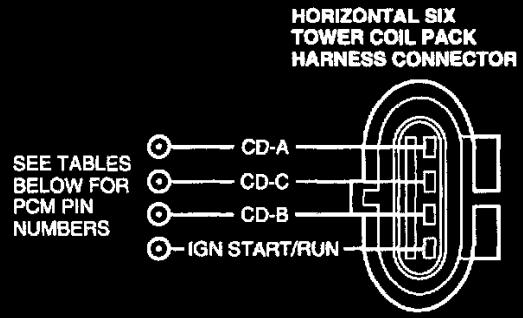 HORIZONTAL SIX
TOWER COIL PACK
HARNESS CONNECTOR
SEE TABLES
BELOW FOR
PCM PIN
NUMBERS
CD-A
CD-C
CD-B
IGN START/RUN